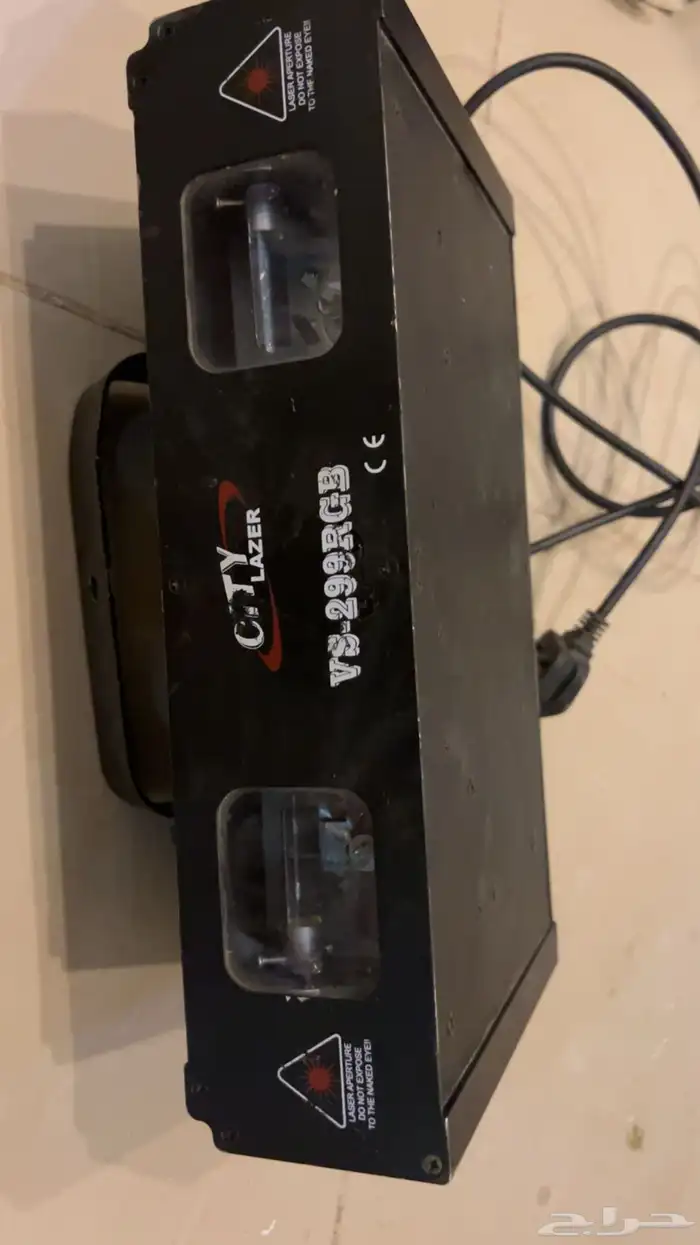 LASER APERTURE
DO NOT EXPOSE
TO THE NAKED EYE!!
CITY
LAZER
VS-299RGB
CE
LASER APERTURE
DO NOT EXPOSE
TO THE NAKED EYE!!
حراج